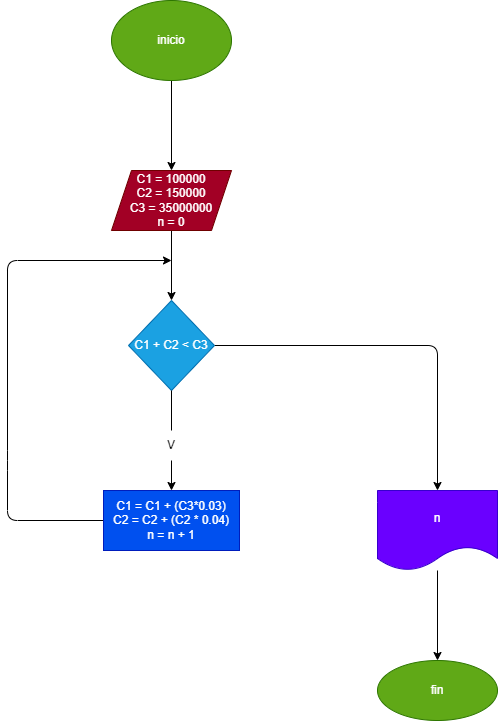 inicio
C1 = 100000
C2 = 150000
C3 = 35000000
n = 0
C1 + C2 < C3
V
C1 = C1 + (C3*0.03)
C2 = C2 + (C2 * 0.04)
n = n + 1
n
fin